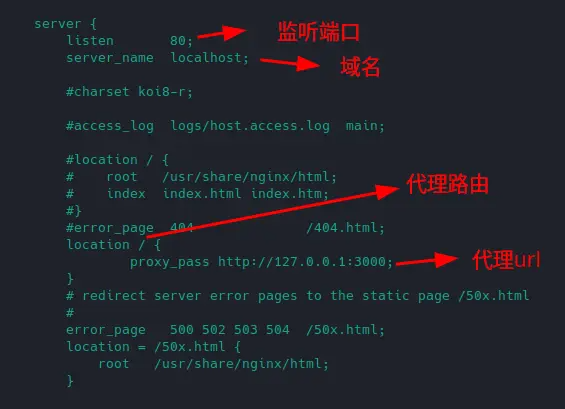 server {
listen 80; 监听端口
server_name localhost; 域名
#charset koi8-r;
#access_log logs/host.access.log main;
#location / {
# root /usr/share/nginx/html;
# index index.html index.htm; 代理路由
#}
#error_page 404 /404.html;
location / {
proxy_pass http://127.0.0.1:3000; 代理url
}
# redirect server error pages to the static page /50x.html
#
error_page 500 502 503 504 /50x.html;
location = /50x.html {
root /usr/share/nginx/html;
}